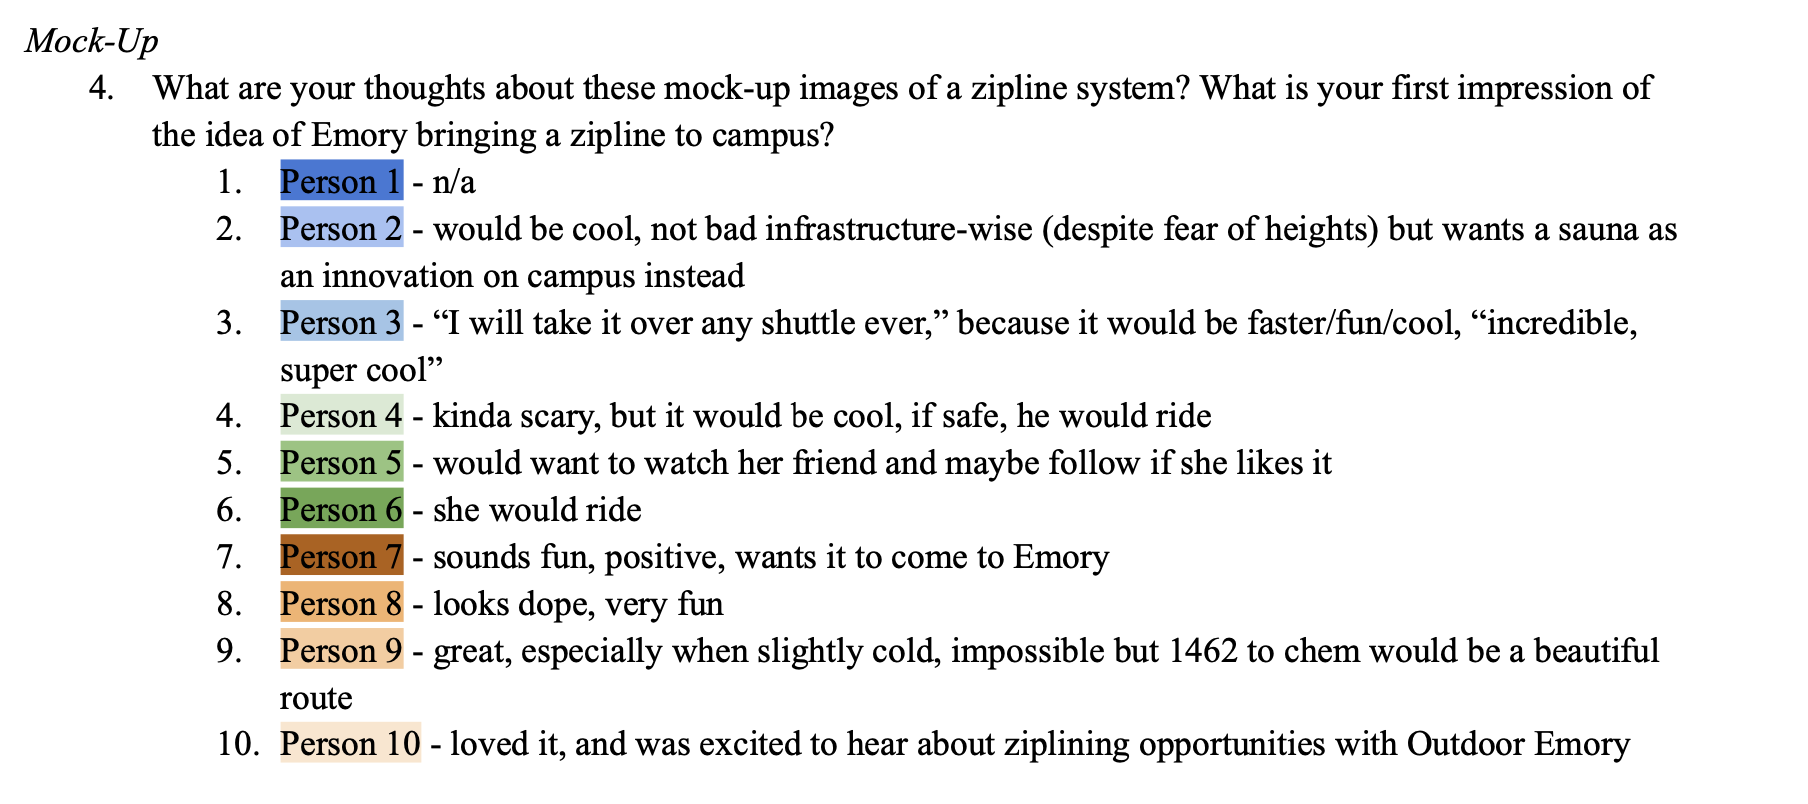 Mock-Up
4. What are your thoughts about these mock-up images of a zipline system? What is your first impression of
the idea of Emory bringing a zipline to campus?
1. Person 1 - n/a
2. Person 2 - would be cool, not bad infrastructure-wise (despite fear of heights) but wants a sauna as
an innovation on campus instead
3. Person 3 - “I will take it over any shuttle ever,” because it would be faster/fun/cool, “incredible,
super cool”
4. Person 4 - kinda scary, but it would be cool, if safe, he would ride
5. Person 5 - would want to watch her friend and maybe follow if she likes it
6. Person 6 - she would ride
7. Person 7 - sounds fun, positive, wants it to come to Emory
8. Person 8 - looks dope, very fun
9. Person 9 - great, especially when slightly cold, impossible but 1462 to chem would be a beautiful
route
10. Person 10 - loved it, and was excited to hear about ziplining opportunities with Outdoor Emory